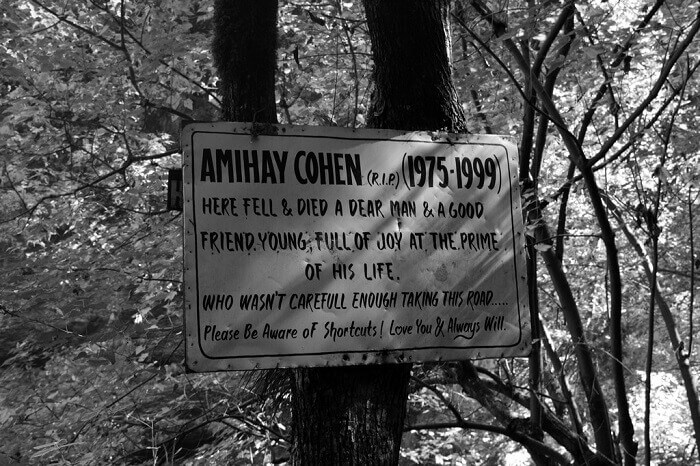 AMIHAY COHEN (R.I.P.) (1975-1999)
HERE FELL & DIED A DEAR MAN & A GOOD
FRIEND, YOUNG, FULL OF JOY AT THE PRIME
OF HIS LIFE.
WHO WASN'T CAREFULL ENOUGH TAKING THIS ROAD.....
Please Be Aware of Shortcuts! Love You & Always Will.